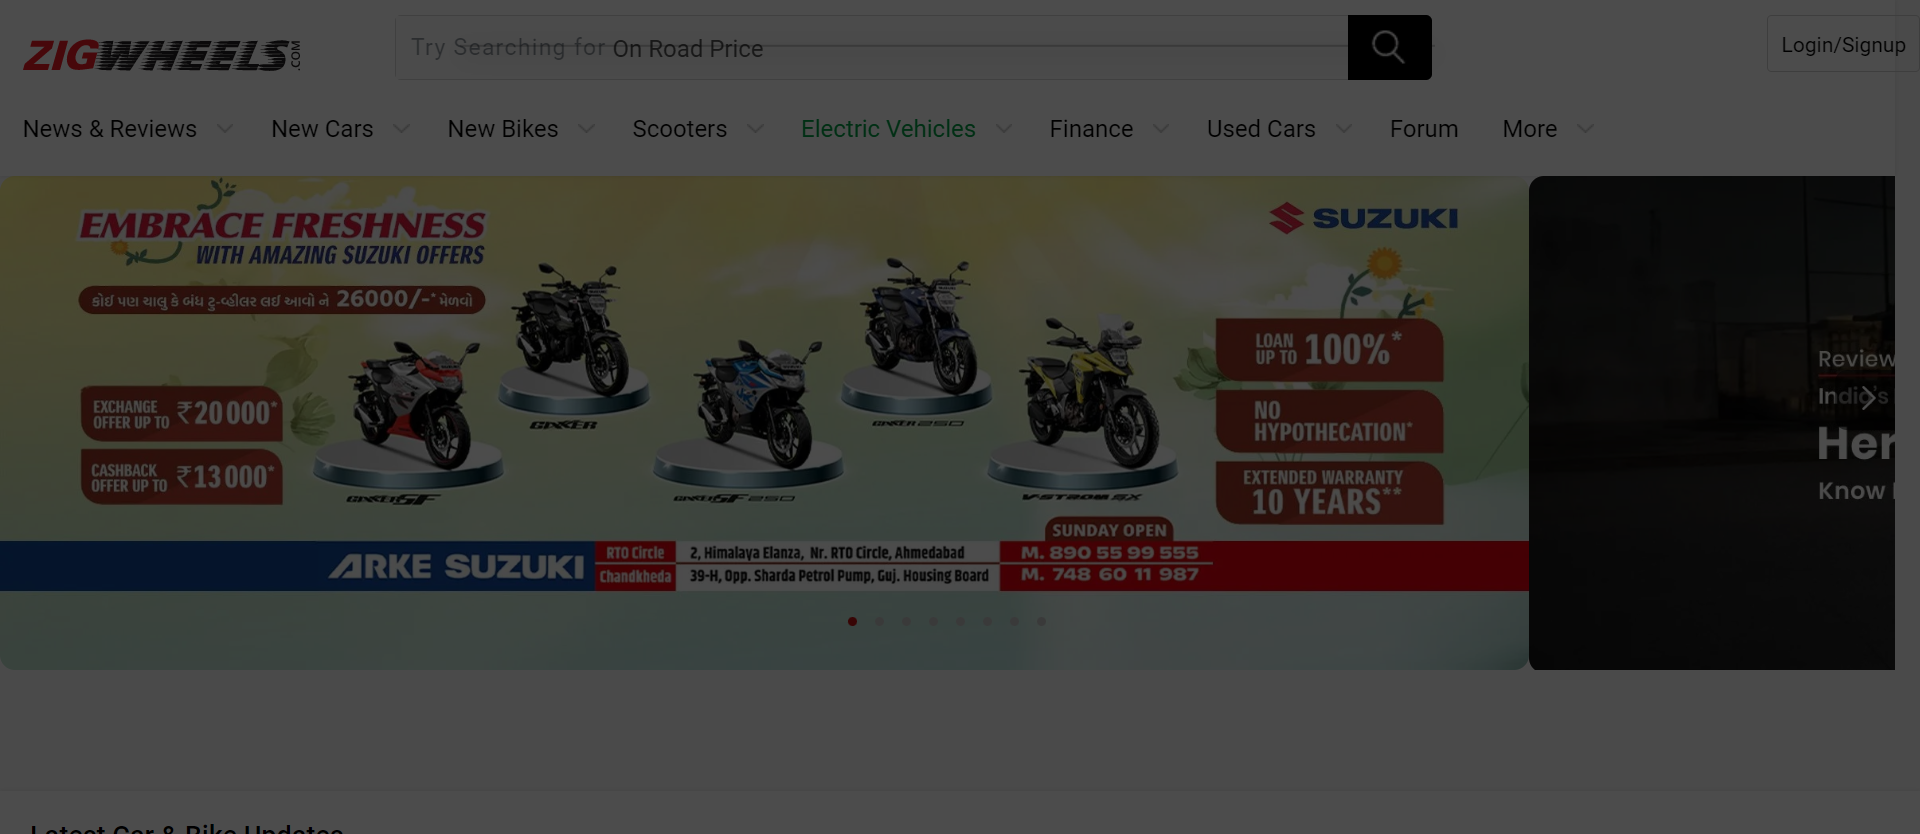 ZIGWHEELS.COM
Try Searching for On Road Price
Login/Signup
News & Reviews
New Cars
New Bikes
Scooters
Electric Vehicles
Finance
Used Cars
Forum
More
EMBRACE FRESHNESS
WITH AMAZING SUZUKI OFFERS
કોઈ પણ ચાલુ કે બંધ ટુ-વ્હીલર લઈ આવો ને 26000/-* મેળવો
EXCHANGE
OFFER UP TO ₹20000*
CASHBACK
OFFER UP TO ₹13000*
GIXXER SF
GIXXER
GIXXER SF 250
GIXXER 250
V-STROM SX
SUZUKI
LOAN
UP TO 100%*
NO
HYPOTHECATION*
EXTENDED WARRANTY
10 YEARS**
SUNDAY OPEN
ARKE SUZUKI
RTO Circle 2, Himalaya Elanza, Nr. RTO Circle, Ahmedabad M. 890 55 99 555
Chandkheda 39-H, Opp. Sharda Petrol Pump, Guj. Housing Board M. 748 60 11 987
Review
India's
Her
Know
Latest Car & Bike Updates